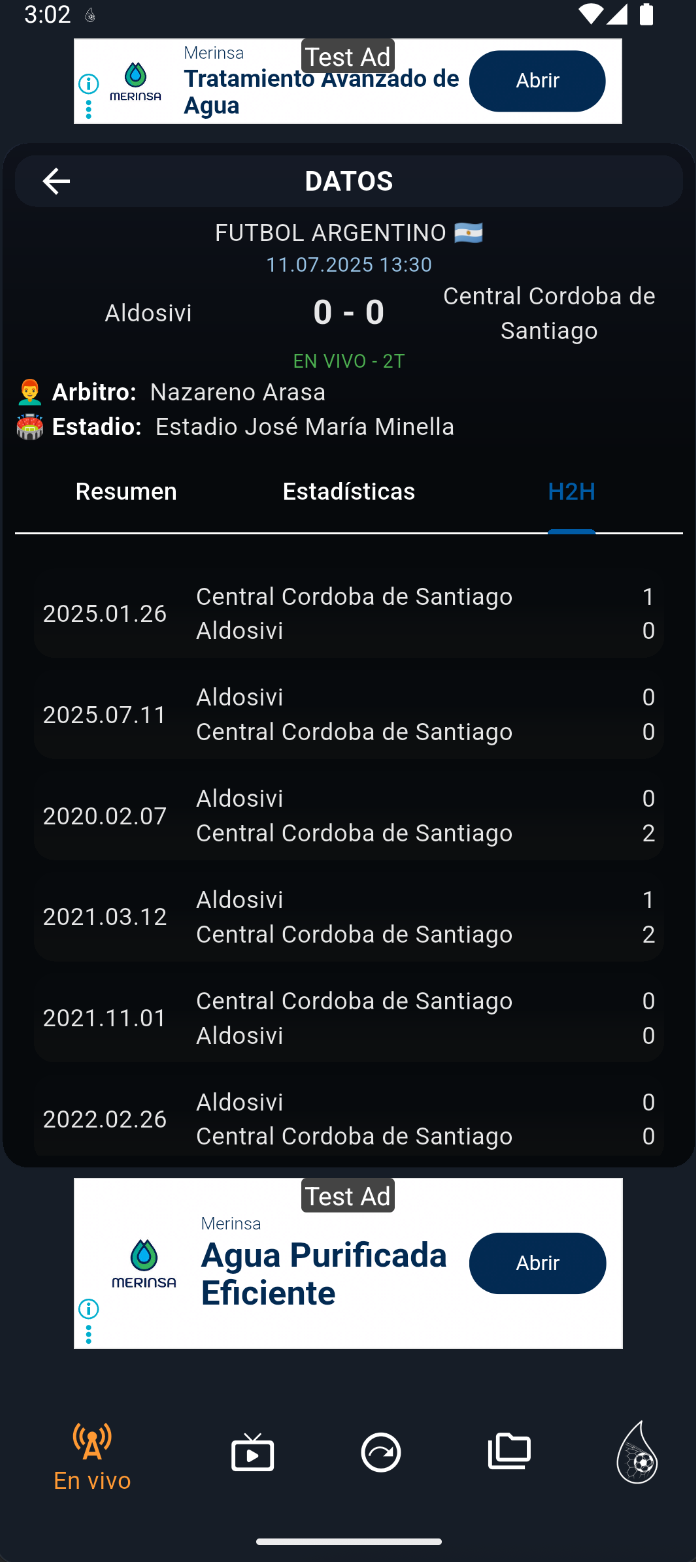 3:02
Test Ad
Merinsa
Tratamiento Avanzado de
Agua
MERINSA
Abrir
DATOS
FUTBOL ARGENTINO 🇦🇷
11.07.2025 13:30
Aldosivi
0 - 0
Central Cordoba de
Santiago
EN VIVO - 2T
Arbitro: Nazareno Arasa
Estadio: Estadio José María Minella
Resumen
Estadísticas
H2H
2025.01.26
Central Cordoba de Santiago 1
Aldosivi 0
2025.07.11
Aldosivi 0
Central Cordoba de Santiago 0
2020.02.07
Aldosivi 0
Central Cordoba de Santiago 2
2021.03.12
Aldosivi 1
Central Cordoba de Santiago 2
2021.11.01
Central Cordoba de Santiago 0
Aldosivi 0
2022.02.26
Aldosivi 0
Central Cordoba de Santiago 0
Test Ad
Merinsa
Agua Purificada
Eficiente
MERINSA
Abrir
En vivo